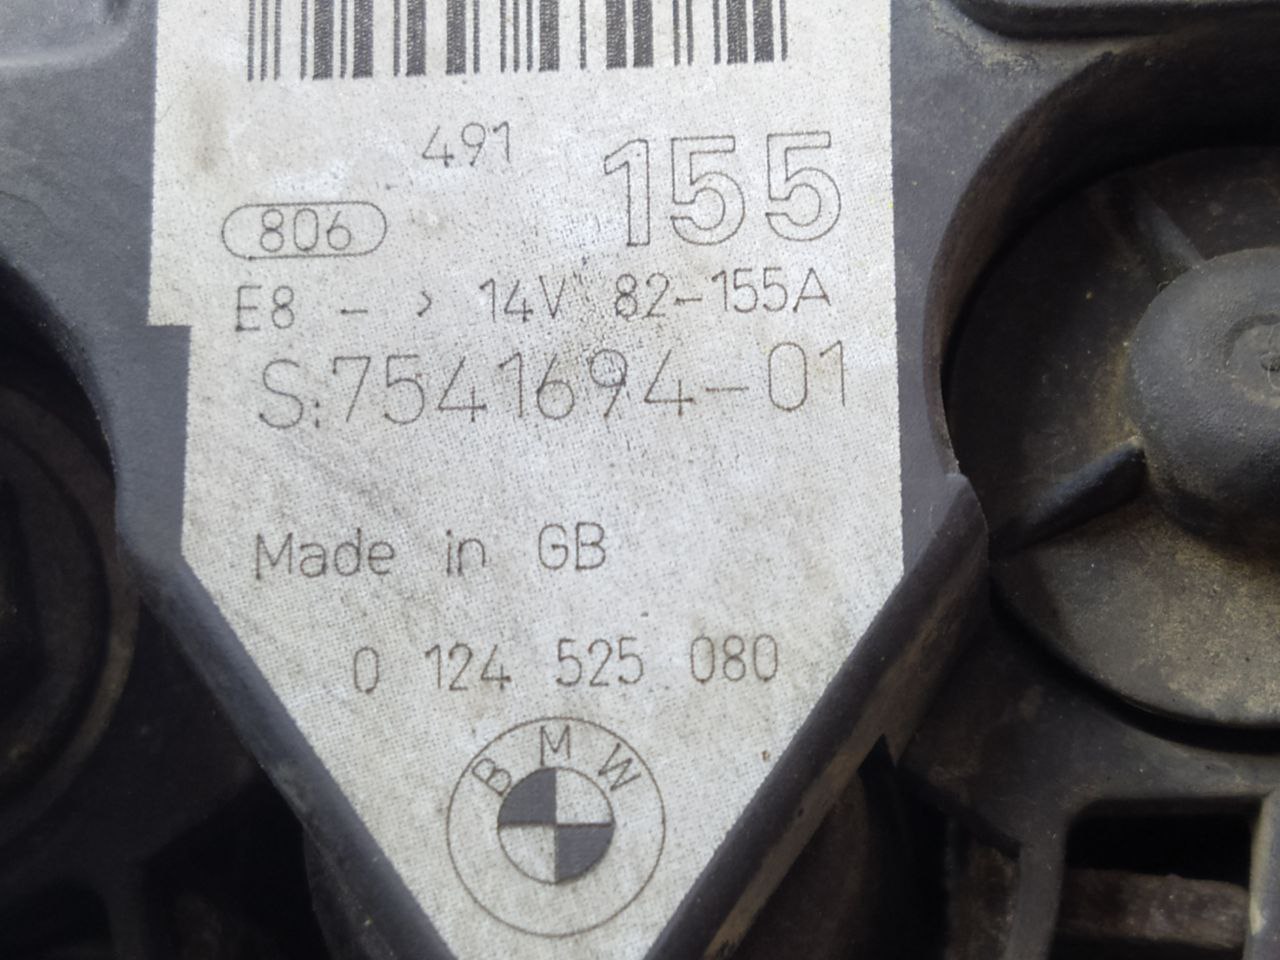 491
155
806
E8 - > 14V 82-155A
S:7541694-01
Made in GB
0 124 525 080
BMW